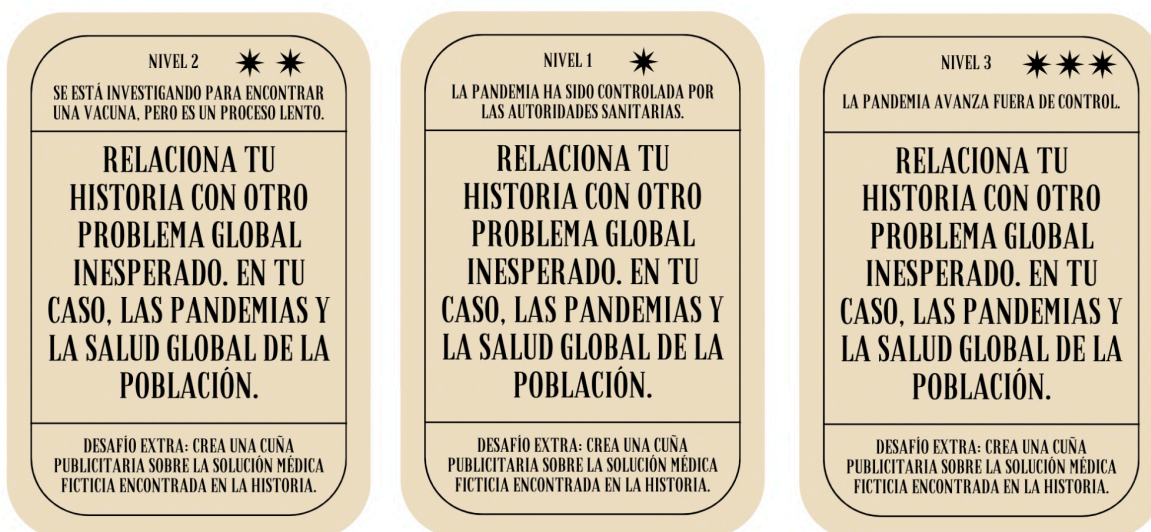 NIVEL 2
SE ESTÁ INVESTIGANDO PARA ENCONTRAR
UNA VACUNA, PERO ES UN PROCESO LENTO.
RELACIONA TU
HISTORIA CON OTRO
PROBLEMA GLOBAL
INESPERADO. EN TU
CASO, LAS PANDEMIAS Y
LA SALUD GLOBAL DE LA
POBLACIÓN.
DESAFÍO EXTRA: CREA UNA CUÑA
PUBLICITARIA SOBRE LA SOLUCIÓN MÉDICA
FICTICIA ENCONTRADA EN LA HISTORIA.
NIVEL 1
LA PANDEMIA HA SIDO CONTROLADA POR
LAS AUTORIDADES SANITARIAS.
RELACIONA TU
HISTORIA CON OTRO
PROBLEMA GLOBAL
INESPERADO. EN TU
CASO, LAS PANDEMIAS Y
LA SALUD GLOBAL DE LA
POBLACIÓN.
DESAFÍO EXTRA: CREA UNA CUÑA
PUBLICITARIA SOBRE LA SOLUCIÓN MÉDICA
FICTICIA ENCONTRADA EN LA HISTORIA.
NIVEL 3
LA PANDEMIA AVANZA FUERA DE CONTROL.
RELACIONA TU
HISTORIA CON OTRO
PROBLEMA GLOBAL
INESPERADO. EN TU
CASO, LAS PANDEMIAS Y
LA SALUD GLOBAL DE LA
POBLACIÓN.
DESAFÍO EXTRA: CREA UNA CUÑA
PUBLICITARIA SOBRE LA SOLUCIÓN MÉDICA
FICTICIA ENCONTRADA EN LA HISTORIA.